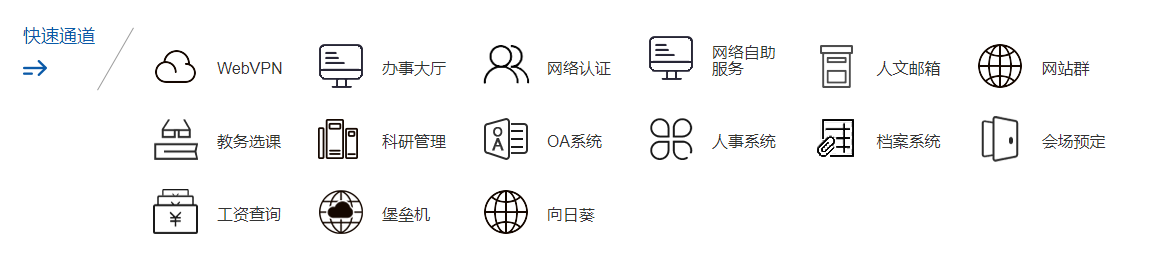 快速通道
WebVPN
办事大厅
网络认证
网络自助
服务
人文邮箱
网站群
教务选课
科研管理
OA
OA系统
人事系统
档案系统
会场预定
¥
工资查询
堡垒机
向日葵